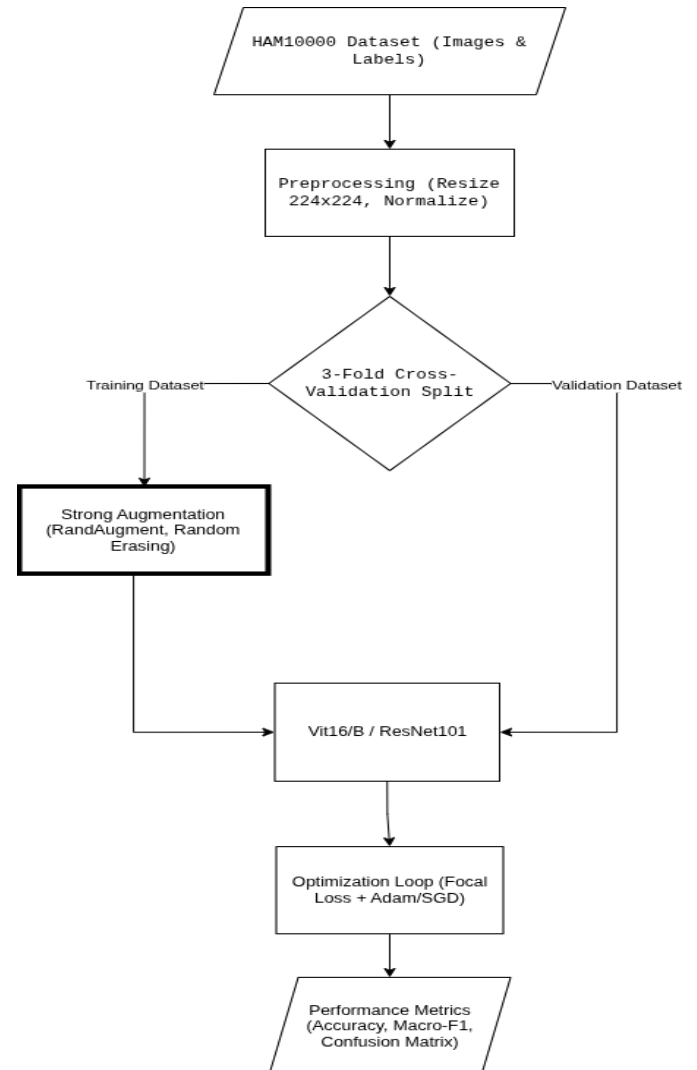 HAM10000 Dataset (Images &
Labels)
Preprocessing (Resize
224x224, Normalize)
3-Fold Cross-
Validation Split
Training Dataset
Validation Dataset
Strong Augmentation
(RandAugment, Random
Erasing)
Vit16/B / ResNet101
Optimization Loop (Focal
Loss + Adam/SGD)
Performance Metrics
(Accuracy, Macro-F1,
Confusion Matrix)